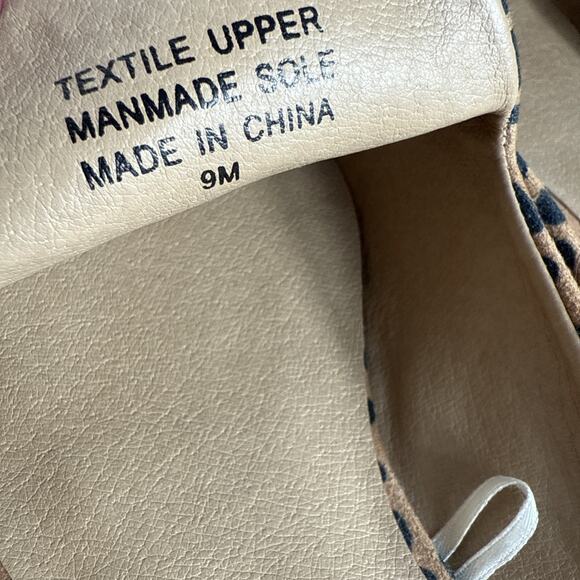 TEXTILE UPPER
MANMADE SOLE
MADE IN CHINA
9M